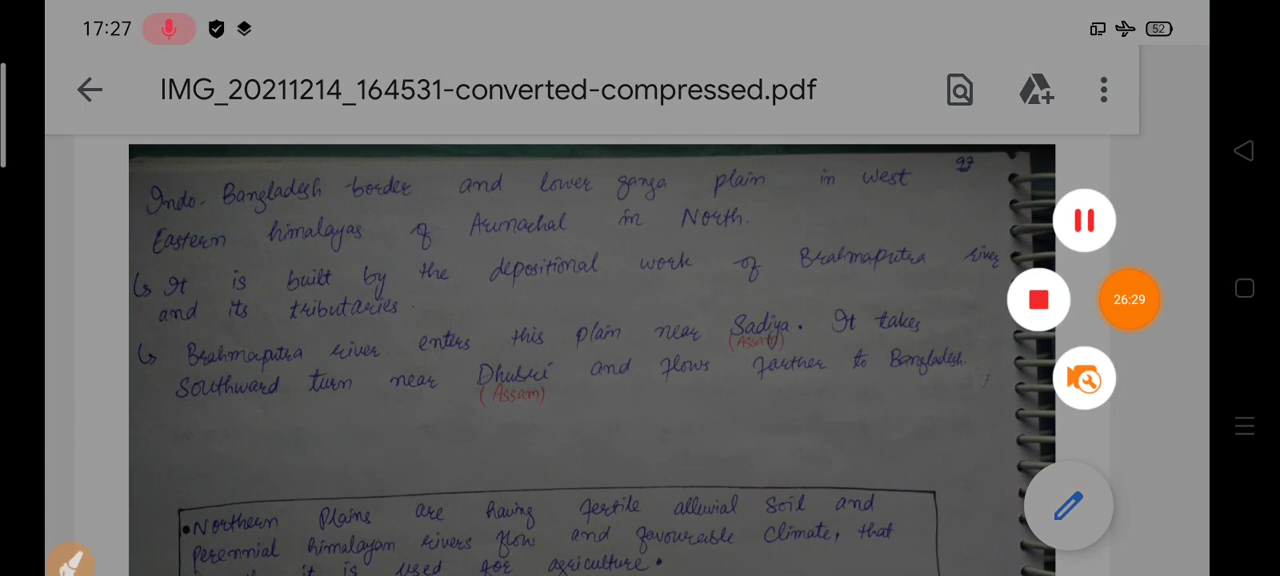 17:27
52
IMG_20211214_164531-converted-compressed.pdf
97
Indo-Bangladesh border and lower ganga plain in west
Eastern himalayas of Arunachal in North.
↳ It is built by the depositional work of Brahmaputra river
and its tributaries.
↳ Brahmaputra river enters this plain near Sadiya. It takes
(Assam)
Southward turn near Dhubri and flows farther to Bangladesh.
(Assam)
26:29
• Northern Plains are having fertile alluvial soil and
perennial himalayan rivers flow and favourable climate, that
it is used for agriculture.